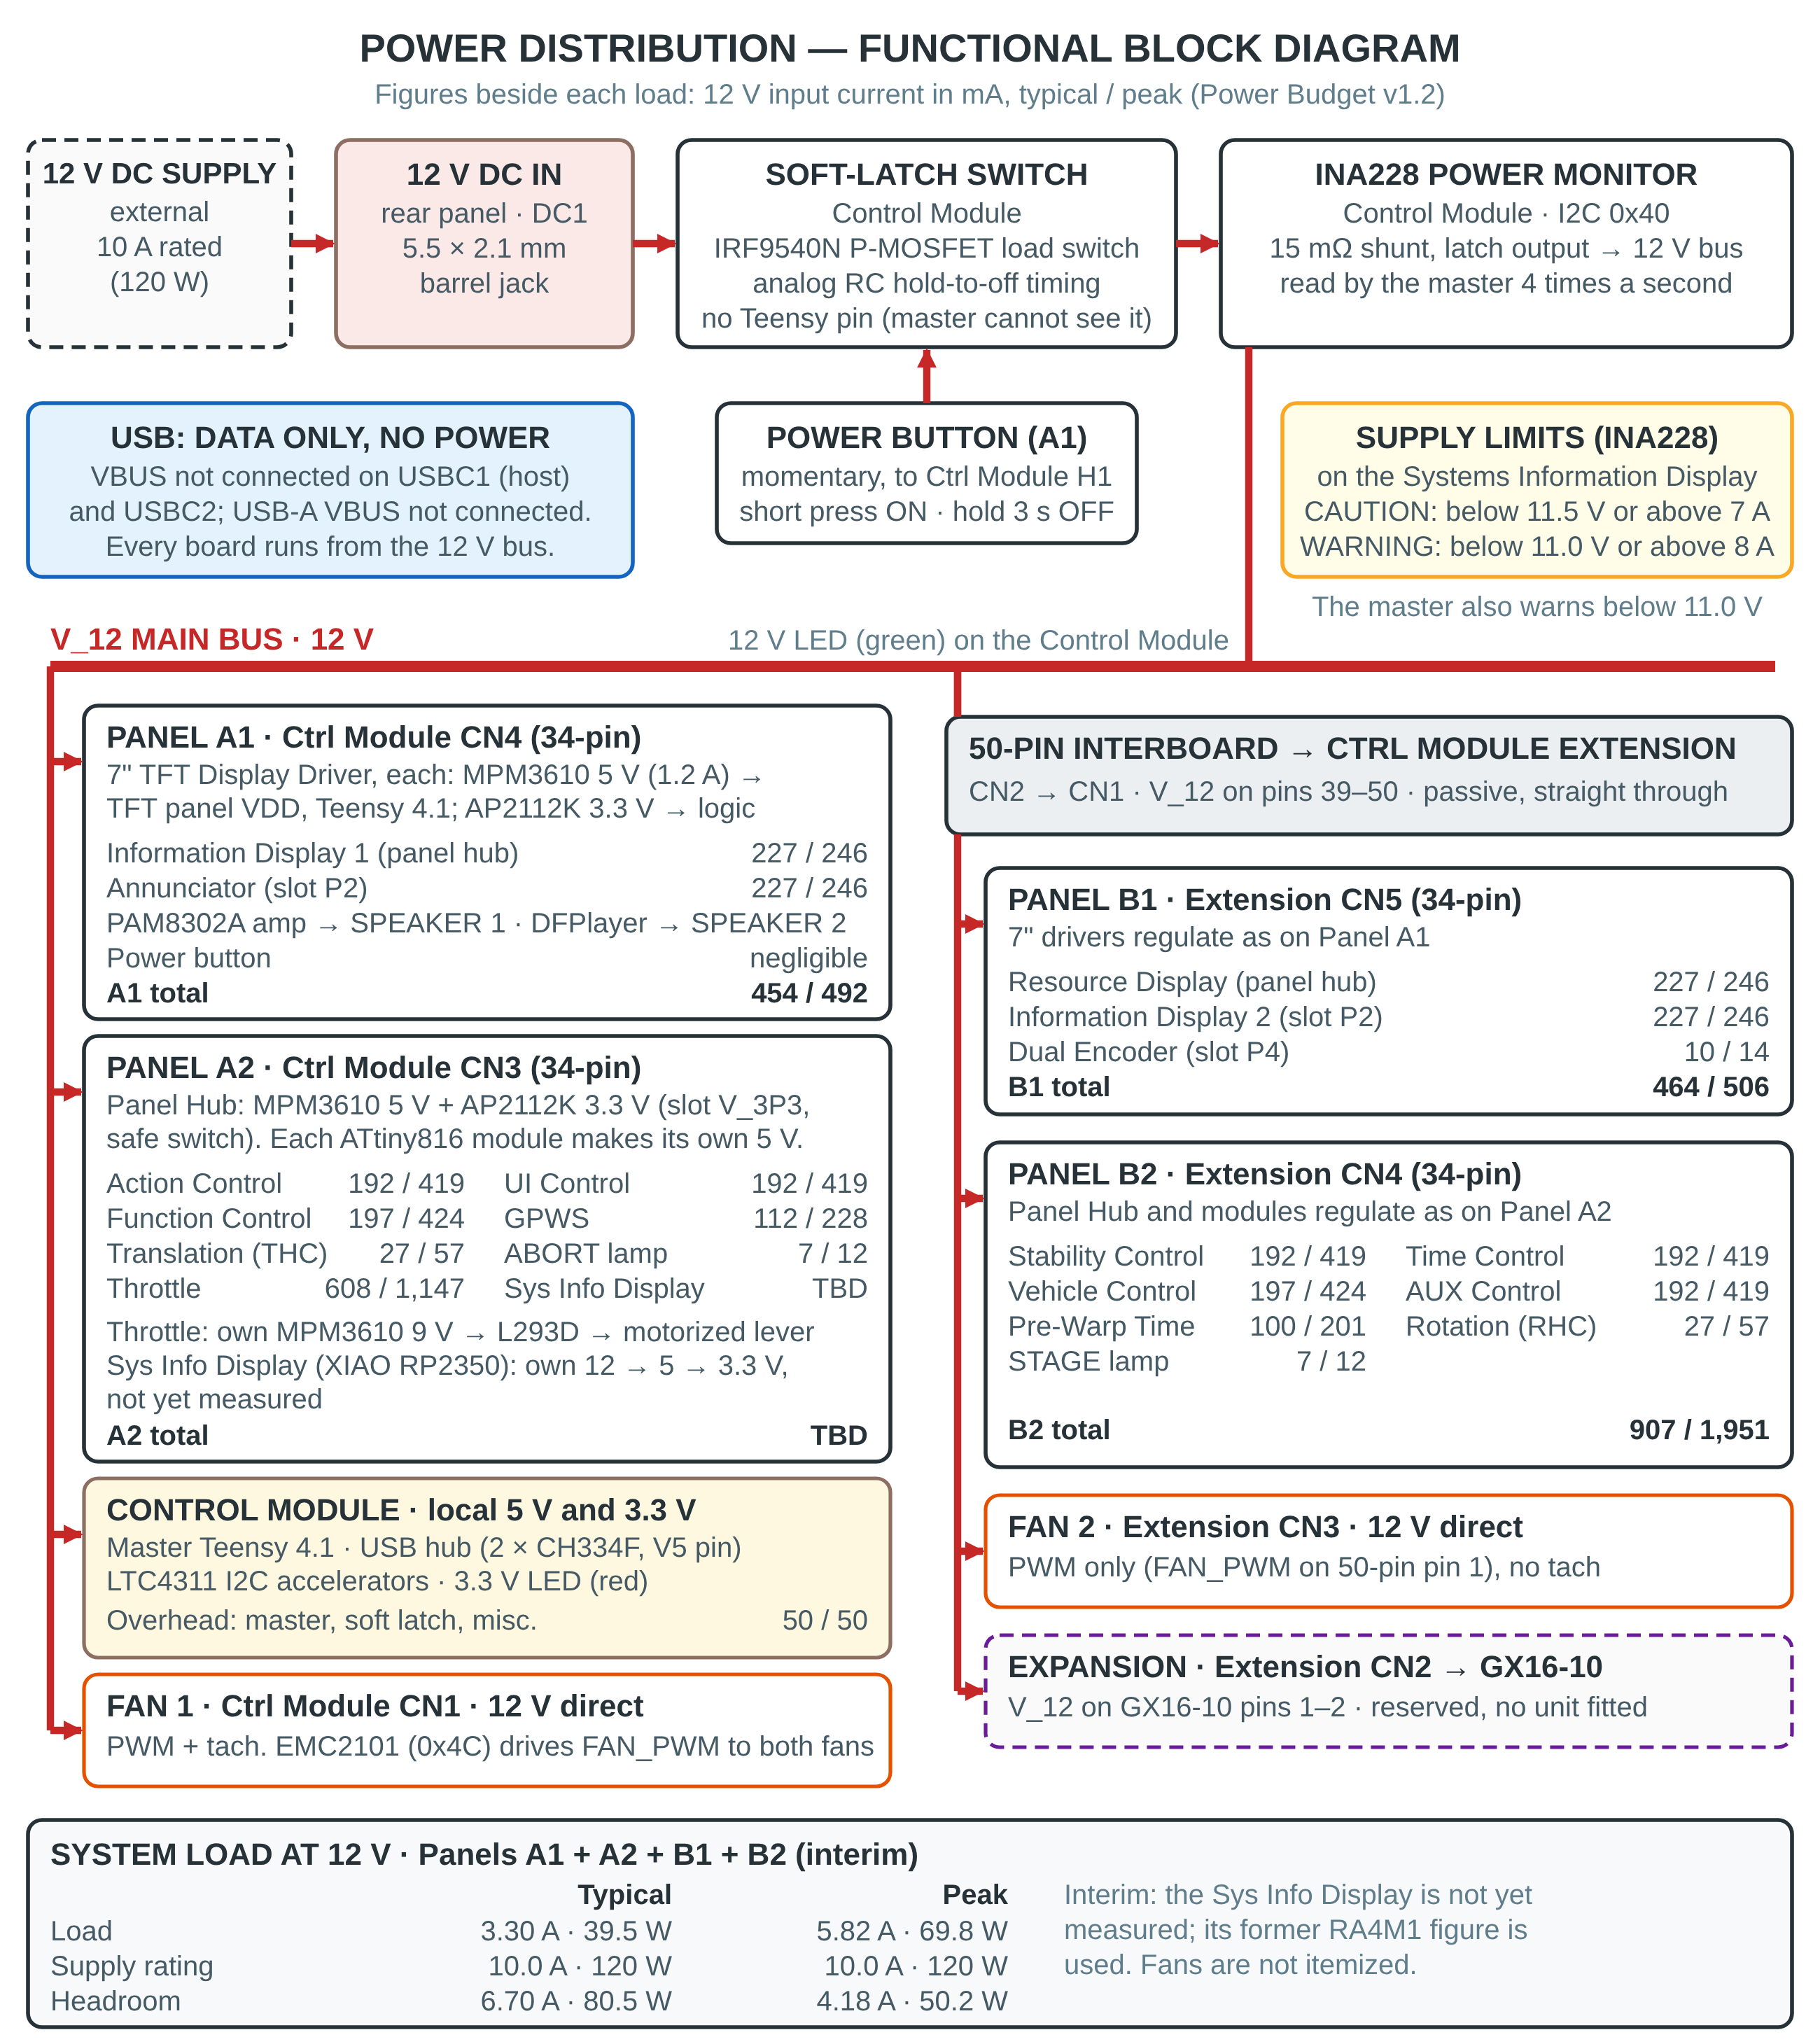 POWER DISTRIBUTION — FUNCTIONAL BLOCK DIAGRAM
Figures beside each load: 12 V input current in mA, typical / peak (Power Budget v1.2)
12 V DC SUPPLY
external
10 A rated
(120 W)
12 V DC IN
rear panel · DC1
5.5 × 2.1 mm
barrel jack
SOFT-LATCH SWITCH
Control Module
IRF9540N P-MOSFET load switch
analog RC hold-to-off timing
no Teensy pin (master cannot see it)
INA228 POWER MONITOR
Control Module · I2C 0x40
15 mΩ shunt, latch output → 12 V bus
read by the master 4 times a second
USB: DATA ONLY, NO POWER
VBUS not connected on USBC1 (host)
and USBC2; USB-A VBUS not connected.
Every board runs from the 12 V bus.
POWER BUTTON (A1)
momentary, to Ctrl Module H1
short press ON · hold 3 s OFF
SUPPLY LIMITS (INA228)
on the Systems Information Display
CAUTION: below 11.5 V or above 7 A
WARNING: below 11.0 V or above 8 A
The master also warns below 11.0 V
V_12 MAIN BUS · 12 V
12 V LED (green) on the Control Module
PANEL A1 · Ctrl Module CN4 (34-pin)
7" TFT Display Driver, each: MPM3610 5 V (1.2 A) →
TFT panel VDD, Teensy 4.1; AP2112K 3.3 V → logic
Information Display 1 (panel hub) 227 / 246
Annunciator (slot P2) 227 / 246
PAM8302A amp → SPEAKER 1 · DFPlayer → SPEAKER 2
Power button negligible
A1 total 454 / 492
PANEL A2 · Ctrl Module CN3 (34-pin)
Panel Hub: MPM3610 5 V + AP2112K 3.3 V (slot V_3P3,
safe switch). Each ATtiny816 module makes its own 5 V.
Action Control 192 / 419 UI Control 192 / 419
Function Control 197 / 424 GPWS 112 / 228
Translation (THC) 27 / 57 ABORT lamp 7 / 12
Throttle 608 / 1,147 Sys Info Display TBD
Throttle: own MPM3610 9 V → L293D → motorized lever
Sys Info Display (XIAO RP2350): own 12 → 5 → 3.3 V,
not yet measured
A2 total TBD
CONTROL MODULE · local 5 V and 3.3 V
Master Teensy 4.1 · USB hub (2 × CH334F, V5 pin)
LTC4311 I2C accelerators · 3.3 V LED (red)
Overhead: master, soft latch, misc. 50 / 50
FAN 1 · Ctrl Module CN1 · 12 V direct
PWM + tach. EMC2101 (0x4C) drives FAN_PWM to both fans
50-PIN INTERBOARD → CTRL MODULE EXTENSION
CN2 → CN1 · V_12 on pins 39–50 · passive, straight through
PANEL B1 · Extension CN5 (34-pin)
7" drivers regulate as on Panel A1
Resource Display (panel hub) 227 / 246
Information Display 2 (slot P2) 227 / 246
Dual Encoder (slot P4) 10 / 14
B1 total 464 / 506
PANEL B2 · Extension CN4 (34-pin)
Panel Hub and modules regulate as on Panel A2
Stability Control 192 / 419 Time Control 192 / 419
Vehicle Control 197 / 424 AUX Control 192 / 419
Pre-Warp Time 100 / 201 Rotation (RHC) 27 / 57
STAGE lamp 7 / 12
B2 total 907 / 1,951
FAN 2 · Extension CN3 · 12 V direct
PWM only (FAN_PWM on 50-pin pin 1), no tach
EXPANSION · Extension CN2 → GX16-10
V_12 on GX16-10 pins 1–2 · reserved, no unit fitted
SYSTEM LOAD AT 12 V · Panels A1 + A2 + B1 + B2 (interim)
Typical Peak
Load 3.30 A · 39.5 W 5.82 A · 69.8 W
Supply rating 10.0 A · 120 W 10.0 A · 120 W
Headroom 6.70 A · 80.5 W 4.18 A · 50.2 W
Interim: the Sys Info Display is not yet
measured; its former RA4M1 figure is
used. Fans are not itemized.